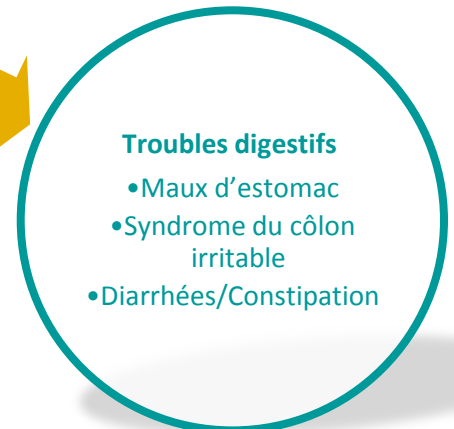 Troubles digestifs
•Maux d’estomac
•Syndrome du côlon
irritable
•Diarrhées/Constipation